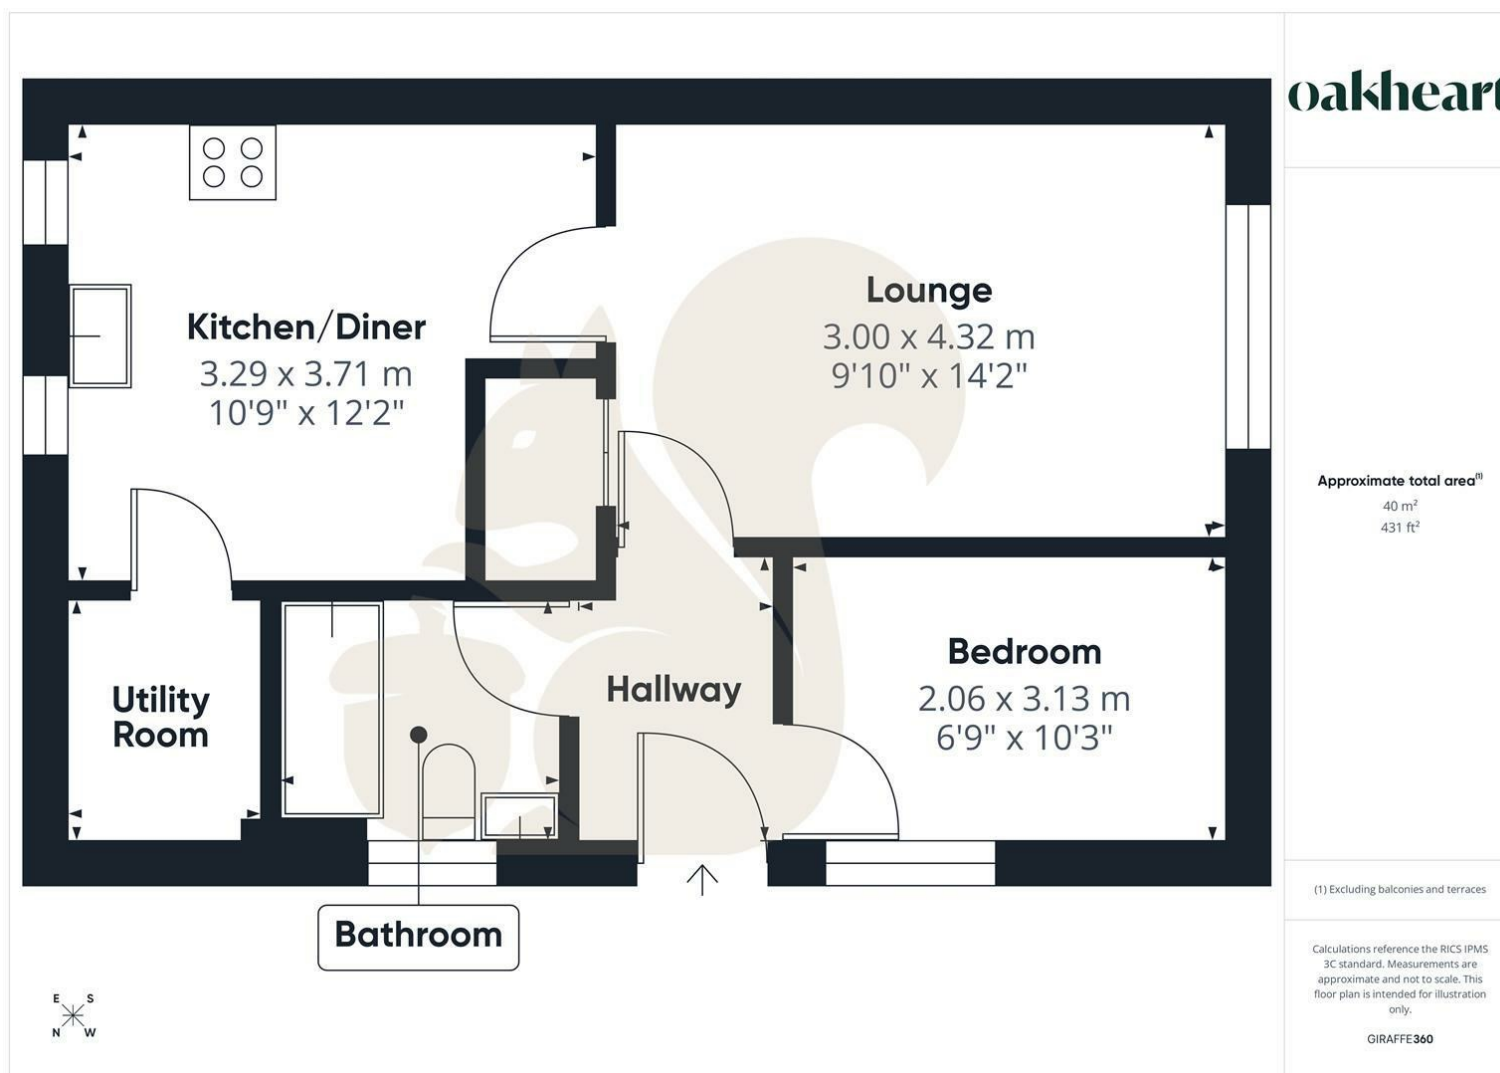 oakheart
Kitchen/Diner
3.29 x 3.71 m
10'9" x 12'2"
Lounge
3.00 x 4.32 m
9'10" x 14'2"
Utility
Room
Hallway
Bedroom
2.06 x 3.13 m
6'9" x 10'3"
Bathroom
E S
N W
Approximate total area(1)
40 m²
431 ft²
(1) Excluding balconies and terraces
Calculations reference the RICS IPMS
3C standard. Measurements are
approximate and not to scale. This
floor plan is intended for illustration
only.
GIRAFFE360